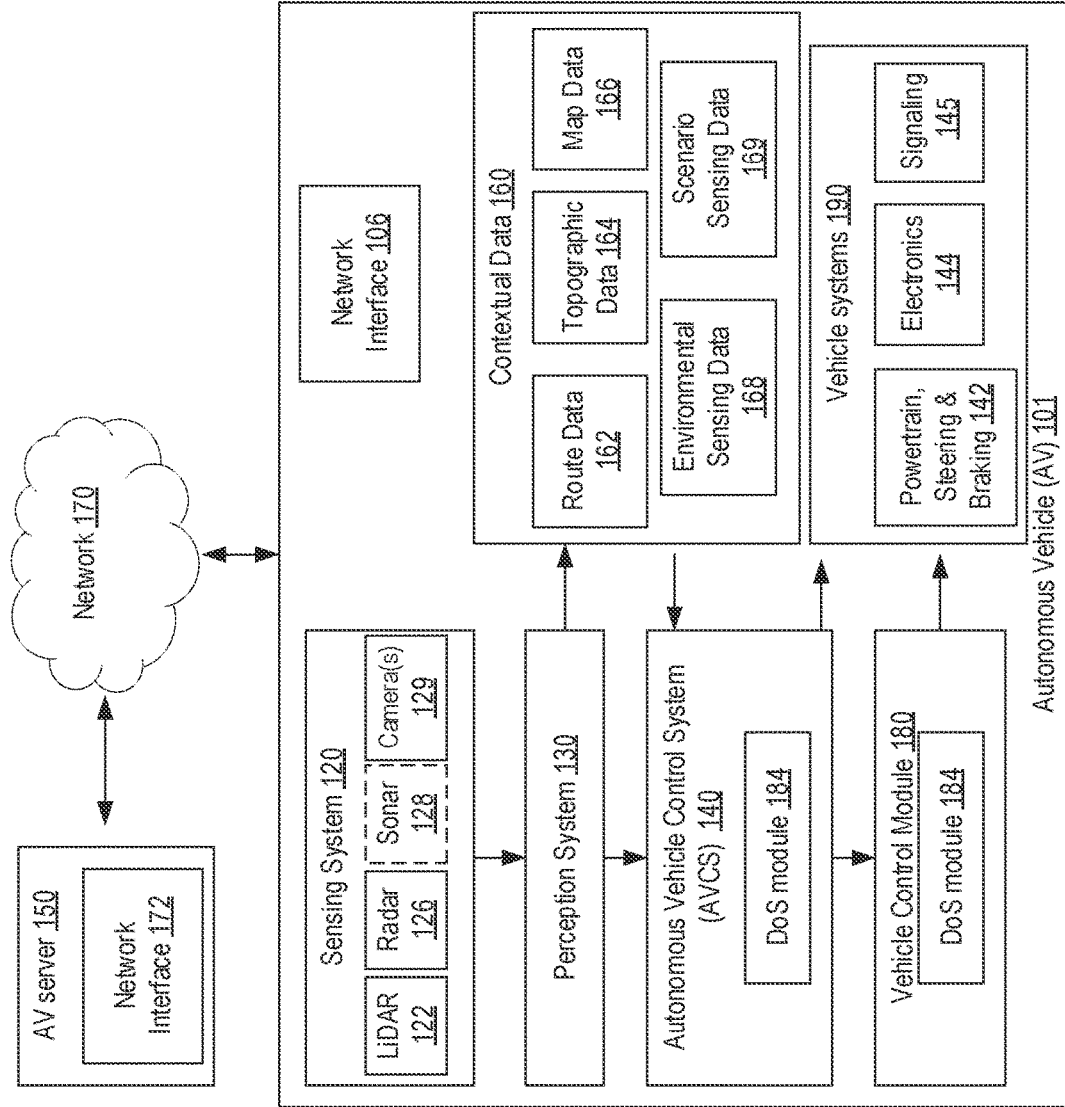 AV server 150
Network
Interface 172
Network 170
Network
Interface 106
Sensing System 120
LiDAR
122
Radar
126
Sonar
128
Camera(s)
129
Perception System 130
Autonomous Vehicle Control System
(AVCS) 140
DoS module 184
Vehicle Control Module 180
DoS module 184
Contextual Data 160
Route Data
162
Topographic
Data 164
Map Data
166
Environmental
Sensing Data
168
Scenario
Sensing Data
169
Vehicle systems 190
Powertrain,
Steering &
Braking 142
Electronics
144
Signaling
145
Autonomous Vehicle (AV) 101